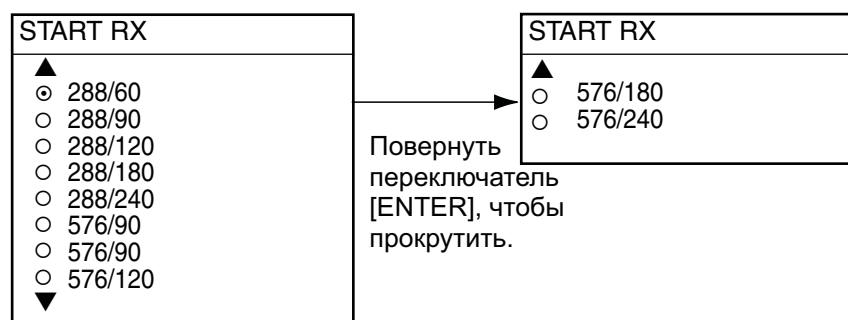 START RX
288/60
288/90
288/120
288/180
288/240
576/90
576/90
576/120
Повернуть
переключатель
[ENTER], чтобы
прокрутить.
START RX
576/180
576/240